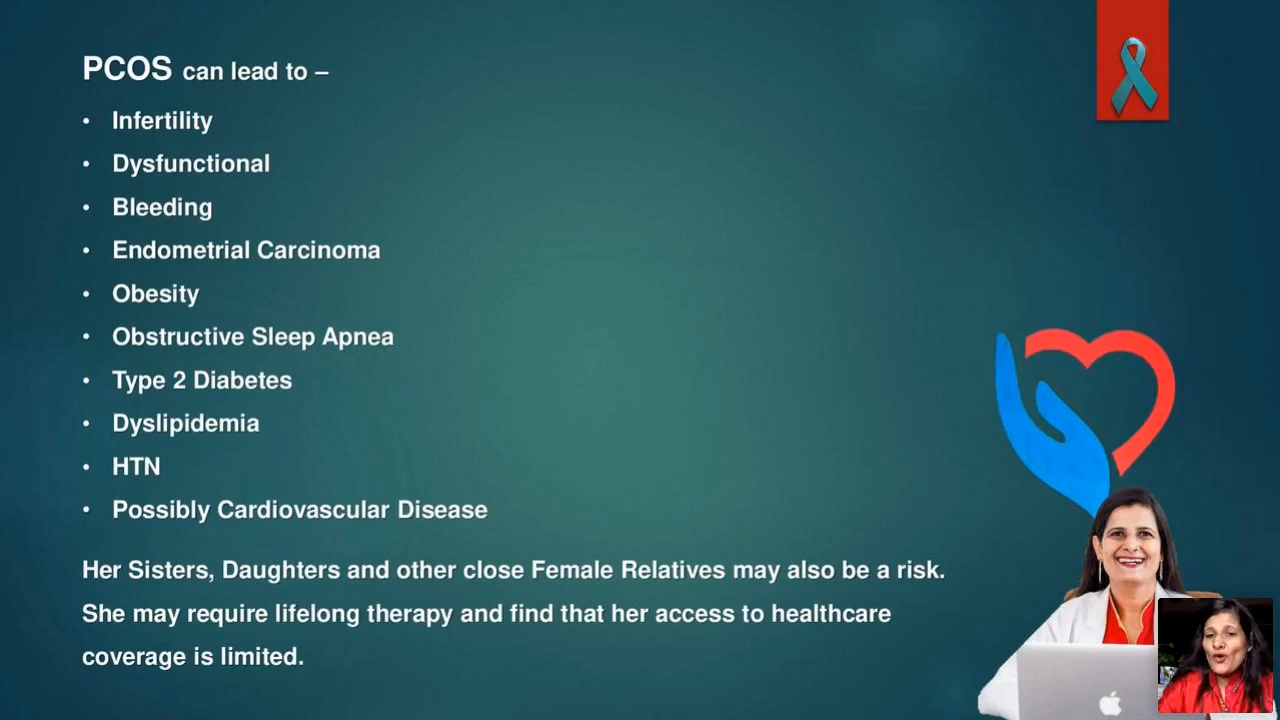 PCOS can lead to –
• Infertility
• Dysfunctional
• Bleeding
• Endometrial Carcinoma
• Obesity
• Obstructive Sleep Apnea
• Type 2 Diabetes
• Dyslipidemia
• HTN
• Possibly Cardiovascular Disease
Her Sisters, Daughters and other close Female Relatives may also be a risk.
She may require lifelong therapy and find that her access to healthcare
coverage is limited.